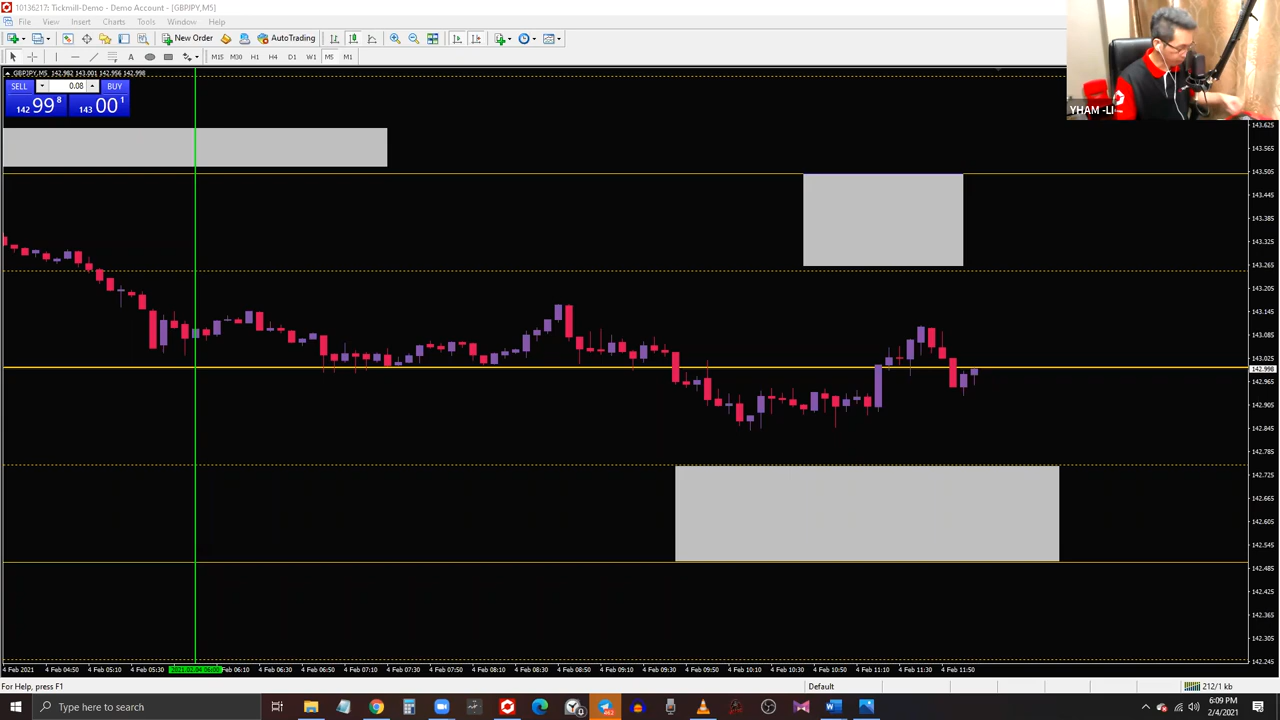 10136217: Tickmill-Demo - Demo Account - [GBPJPY,M5]
File View Insert Charts Tools Window Help
New Order AutoTrading
A T M15 M30 H1 H4 D1 W1 M5 M1
GBPJPY,M5 142.982 143.001 142.956 142.998
SELL 0.08 BUY
142 99 8 143 00 1
YHAM -LI
143.625
143.565
143.505
143.445
143.385
143.325
143.265
143.205
143.145
143.085
143.025
142.998
142.965
142.905
142.845
142.785
142.725
142.665
142.605
142.545
142.485
142.425
142.365
142.305
142.245
4 Feb 2021 4 Feb 04:50 4 Feb 05:10 4 Feb 05:30 2021.02.04 06:00 Feb 06:10 4 Feb 06:30 4 Feb 06:50 4 Feb 07:10 4 Feb 07:30 4 Feb 07:50 4 Feb 08:10 4 Feb 08:30 4 Feb 08:50 4 Feb 09:10 4 Feb 09:30 4 Feb 09:50 4 Feb 10:10 4 Feb 10:30 4 Feb 10:50 4 Feb 11:10 4 Feb 11:30 4 Feb 11:50
For Help, press F1 Default 212/1 kb
Type here to search
6:09 PM
2/4/2021